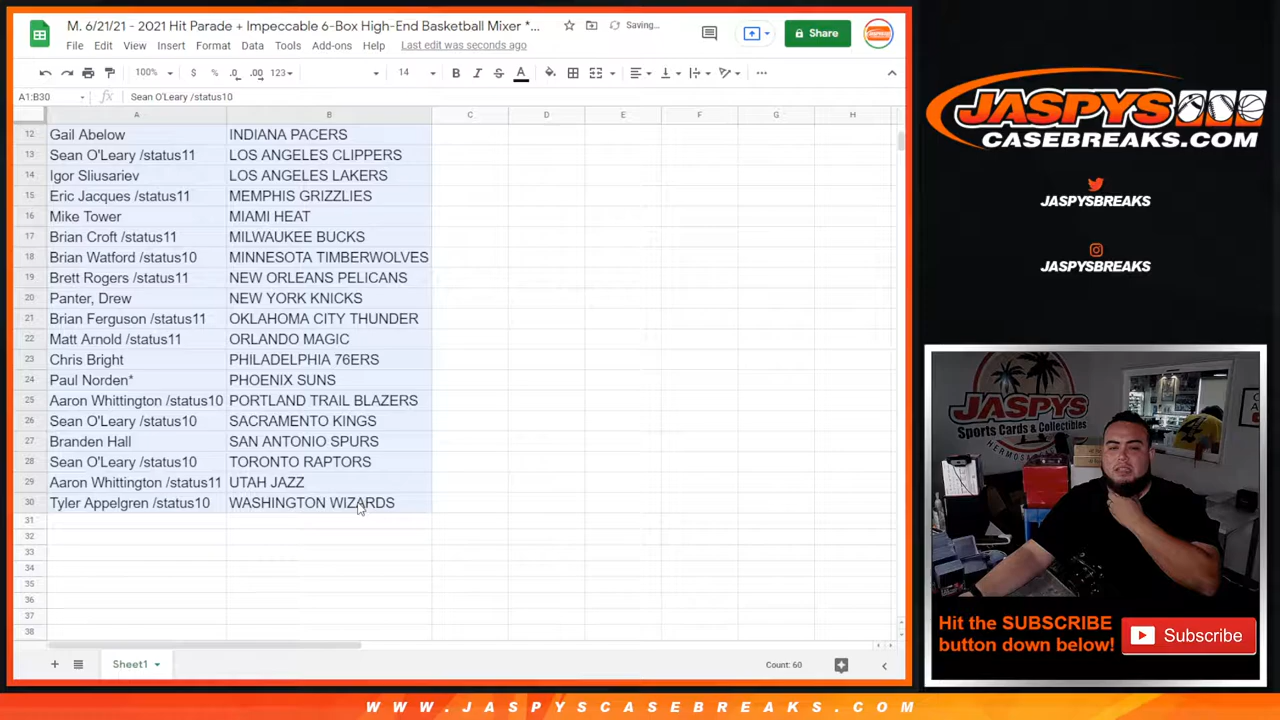 M. 6/21/21 - 2021 Hit Parade + Impeccable 6-Box High-End Basketball Mixer *...
Saving...
Share
File Edit View Insert Format Data Tools Add-ons Help Last edit was seconds ago
100% $ % .0 .00 123 14 B I S A
A1:B30 fx Sean O'Leary /status10
A B C D E F G H
12 Gail Abelow INDIANA PACERS
13 Sean O'Leary /status11 LOS ANGELES CLIPPERS
14 Igor Sliusariev LOS ANGELES LAKERS
15 Eric Jacques /status11 MEMPHIS GRIZZLIES
16 Mike Tower MIAMI HEAT
17 Brian Croft /status11 MILWAUKEE BUCKS
18 Brian Watford /status10 MINNESOTA TIMBERWOLVES
19 Brett Rogers /status11 NEW ORLEANS PELICANS
20 Panter, Drew NEW YORK KNICKS
21 Brian Ferguson /status11 OKLAHOMA CITY THUNDER
22 Matt Arnold /status11 ORLANDO MAGIC
23 Chris Bright PHILADELPHIA 76ERS
24 Paul Norden* PHOENIX SUNS
25 Aaron Whittington /status10 PORTLAND TRAIL BLAZERS
26 Sean O'Leary /status10 SACRAMENTO KINGS
27 Branden Hall SAN ANTONIO SPURS
28 Sean O'Leary /status10 TORONTO RAPTORS
29 Aaron Whittington /status11 UTAH JAZZ
30 Tyler Appelgren /status10 WASHINGTON WIZARDS
31
32
33
34
35
36
37
38
Sheet1
Count: 60
JASPYS
CASEBREAKS.COM
JASPYSBREAKS
JASPYSBREAKS
JASPYS
Sports Cards & Collectibles
Hit the SUBSCRIBE
button down below!
Subscribe
WWW.JASPYSCASEBREAKS.COM